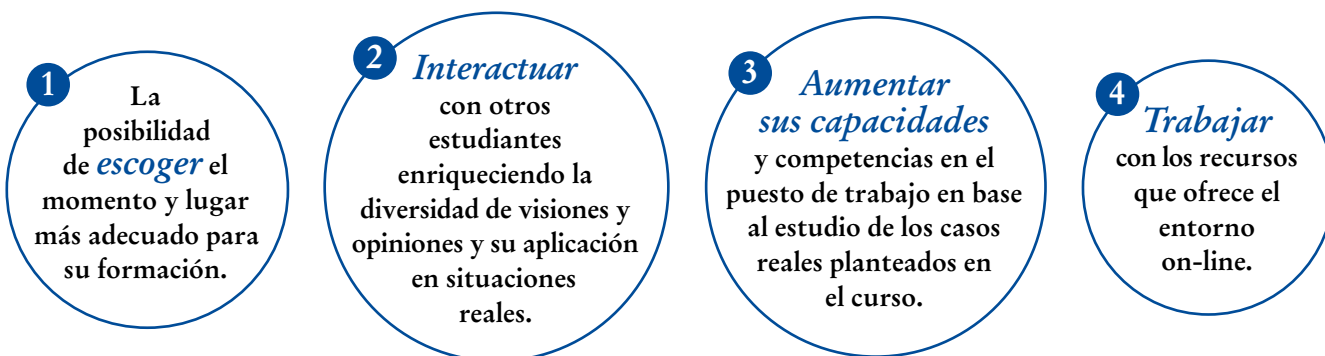 1
La
posibilidad
de escoger el
momento y lugar
más adecuado para
su formación.
2
Interactuar
con otros
estudiantes
enriqueciendo la
diversidad de visiones y
opiniones y su aplicación
en situaciones
reales.
3
Aumentar
sus capacidades
y competencias en el
puesto de trabajo en base
al estudio de los casos
reales planteados en
el curso.
4
Trabajar
con los recursos
que ofrece el
entorno
on-line.